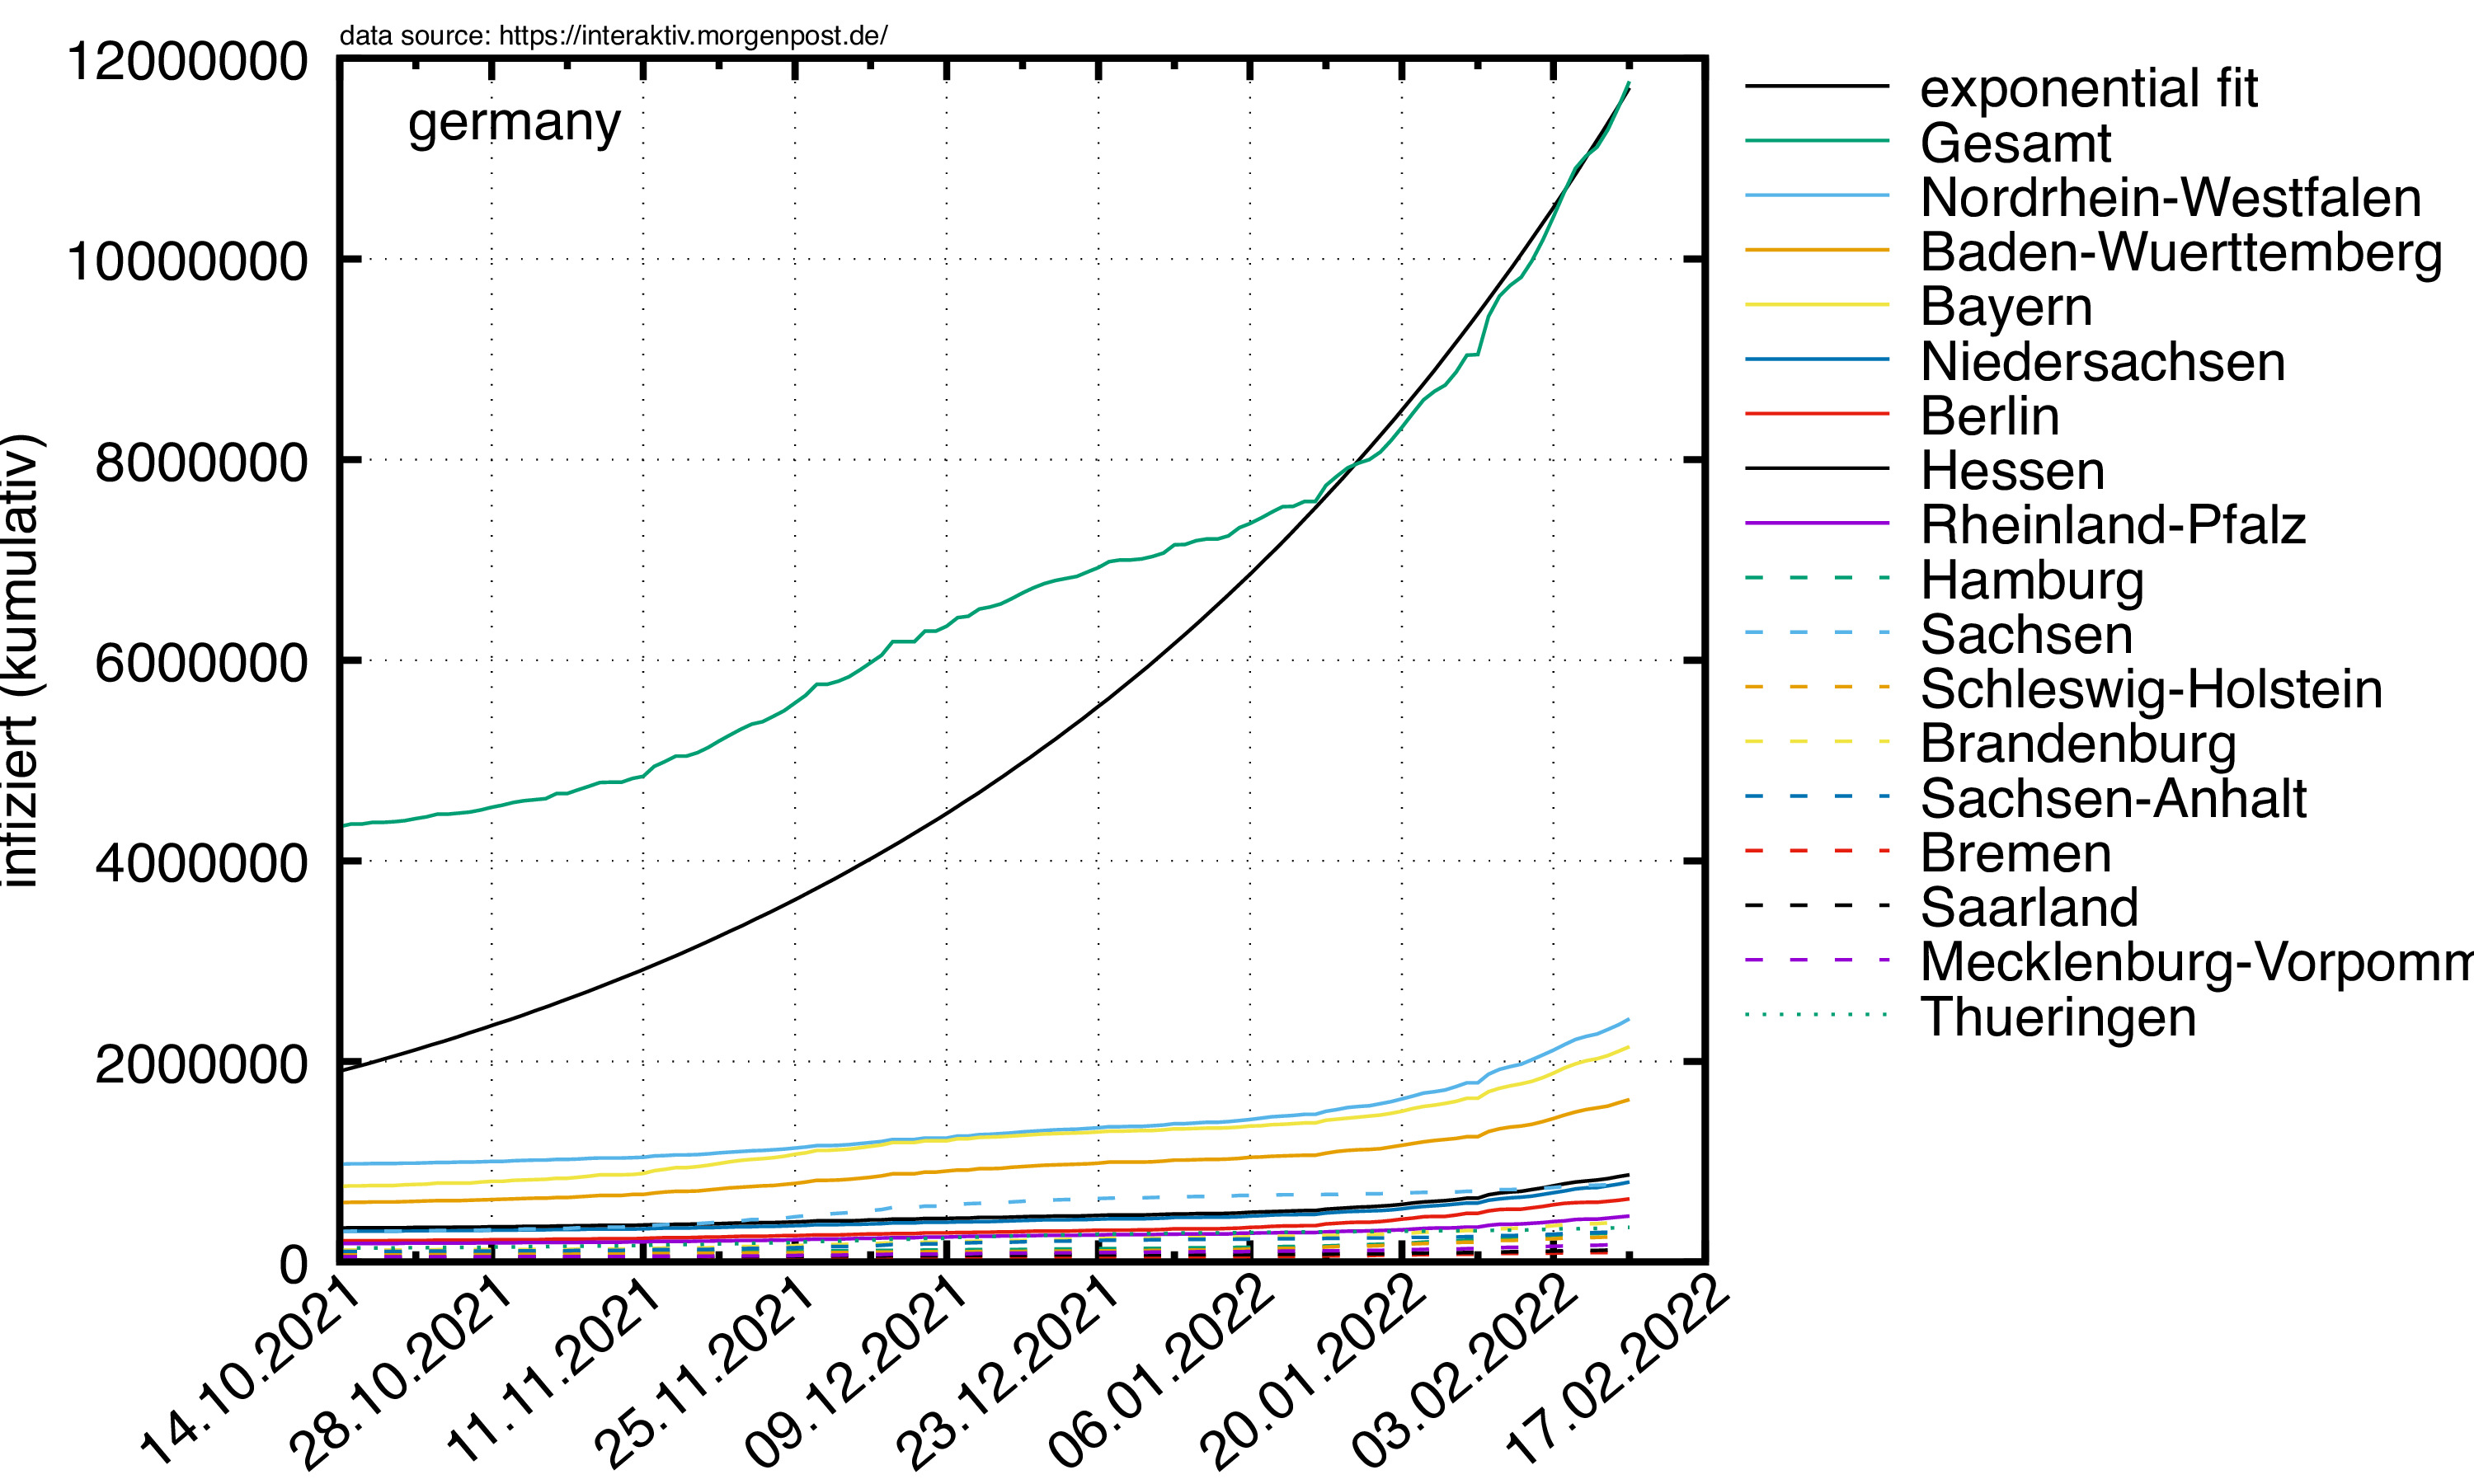 data source: https://interaktiv.morgenpost.de/
germany
infiziert (kumulativ)
12000000
10000000
8000000
6000000
4000000
2000000
0
14.10.2021
28.10.2021
11.11.2021
25.11.2021
09.12.2021
23.12.2021
06.01.2022
20.01.2022
03.02.2022
17.02.2022
exponential fit
Gesamt
Nordrhein-Westfalen
Baden-Wuerttemberg
Bayern
Niedersachsen
Berlin
Hessen
Rheinland-Pfalz
Hamburg
Sachsen
Schleswig-Holstein
Brandenburg
Sachsen-Anhalt
Bremen
Saarland
Mecklenburg-Vorpomm
Thueringen